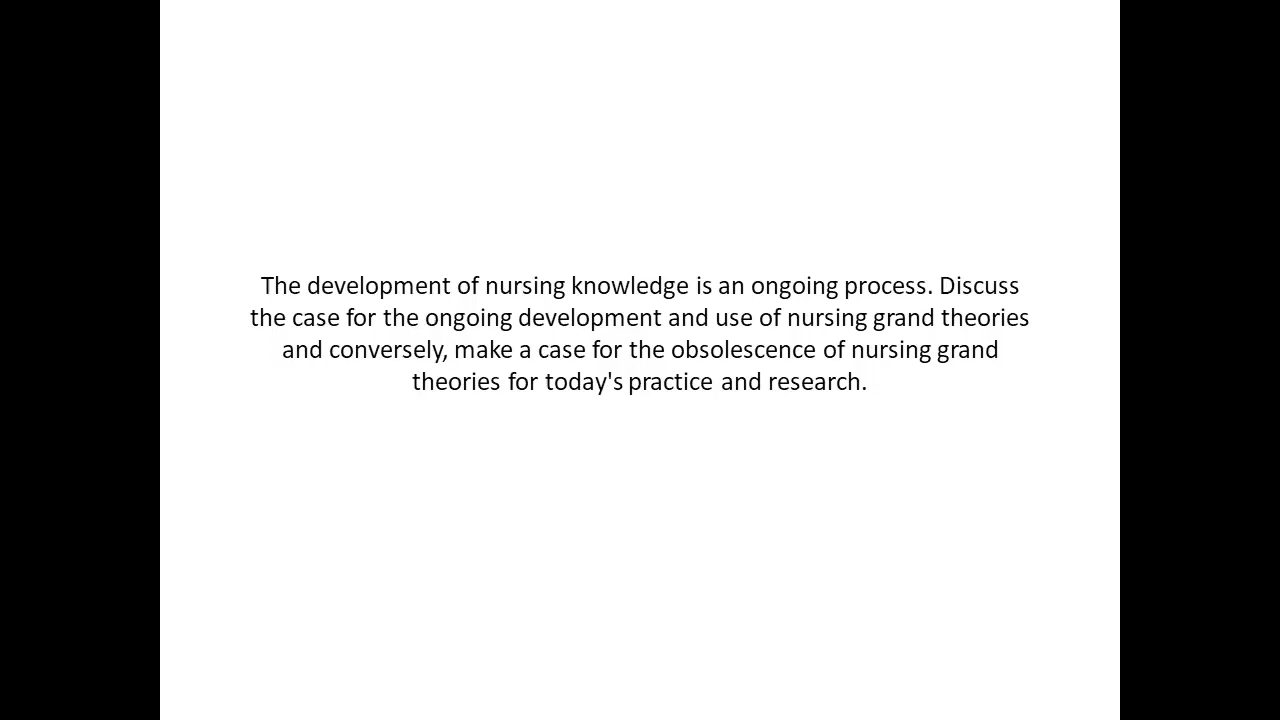 The development of nursing knowledge is an ongoing process. Discuss
the case for the ongoing development and use of nursing grand theories
and conversely, make a case for the obsolescence of nursing grand
theories for today's practice and research.